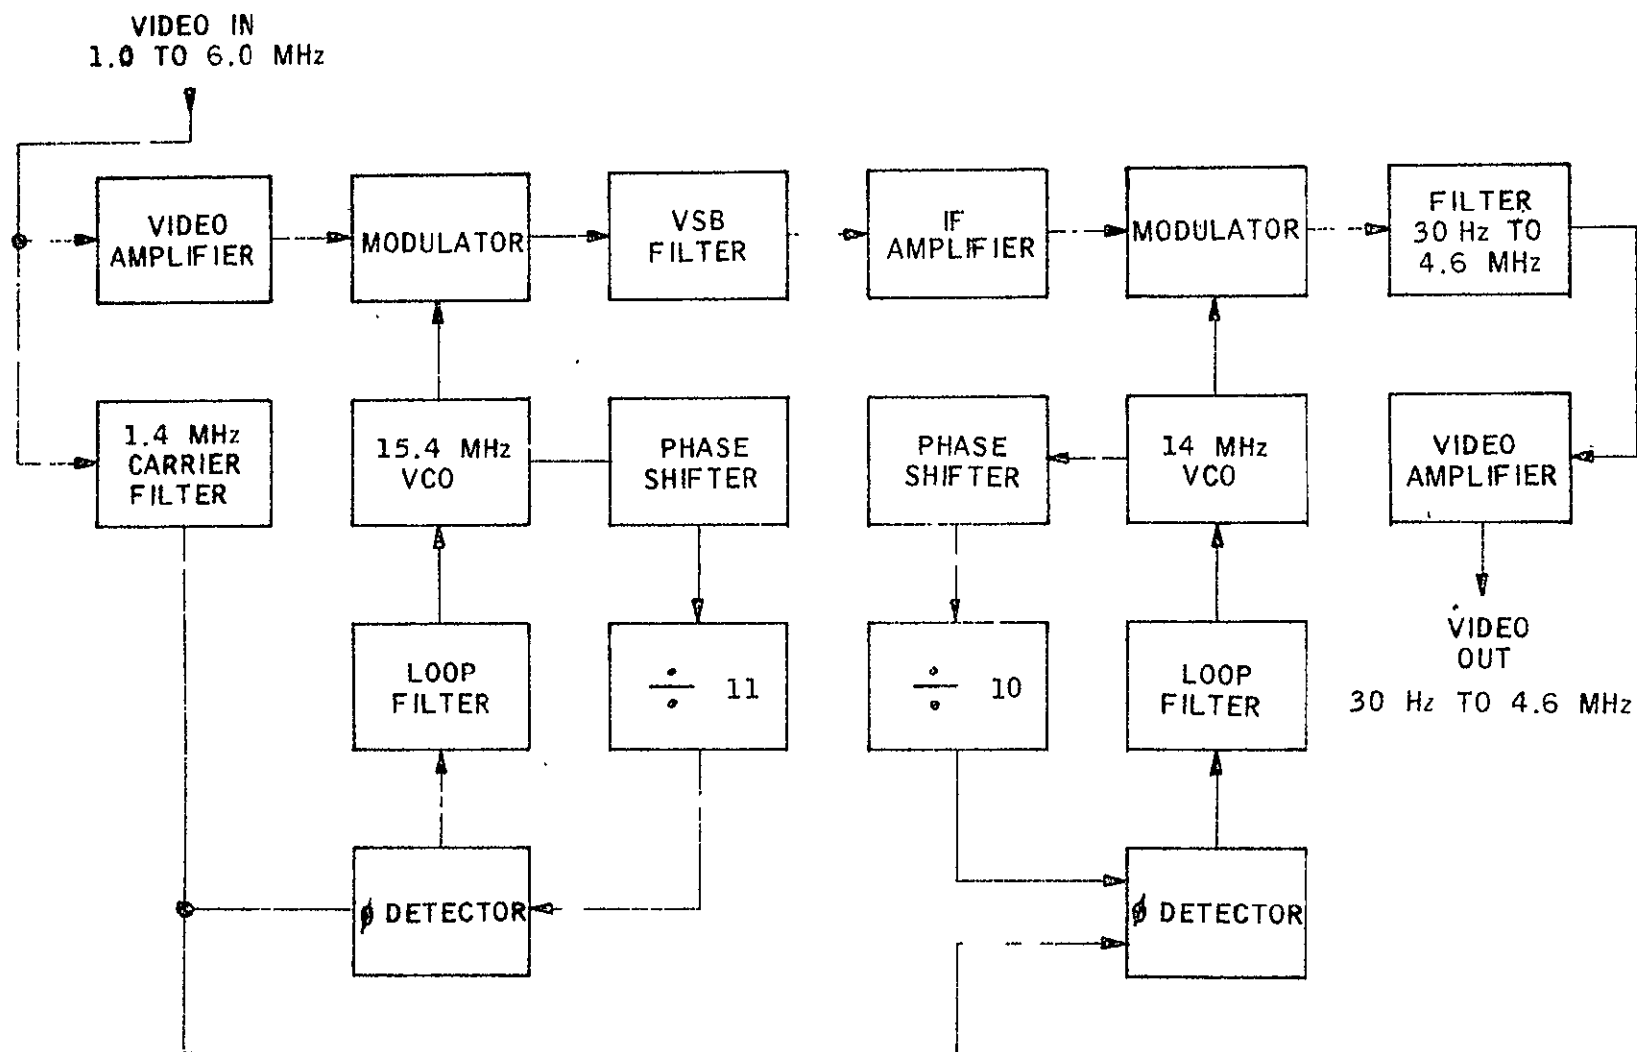 VIDEO IN
1.0 TO 6.0 MHz
VIDEO
AMPLIFIER
MODULATOR
VSB
FILTER
IF
AMPLIFIER
MODULATOR
FILTER
30 Hz TO
4.6 MHz
1.4 MHz
CARRIER
FILTER
15.4 MHz
VCO
PHASE
SHIFTER
PHASE
SHIFTER
14 MHz
VCO
VIDEO
AMPLIFIER
LOOP
FILTER
÷ 11
÷ 10
LOOP
FILTER
VIDEO
OUT
30 Hz TO 4.6 MHz
ϕ DETECTOR
ϕ DETECTOR